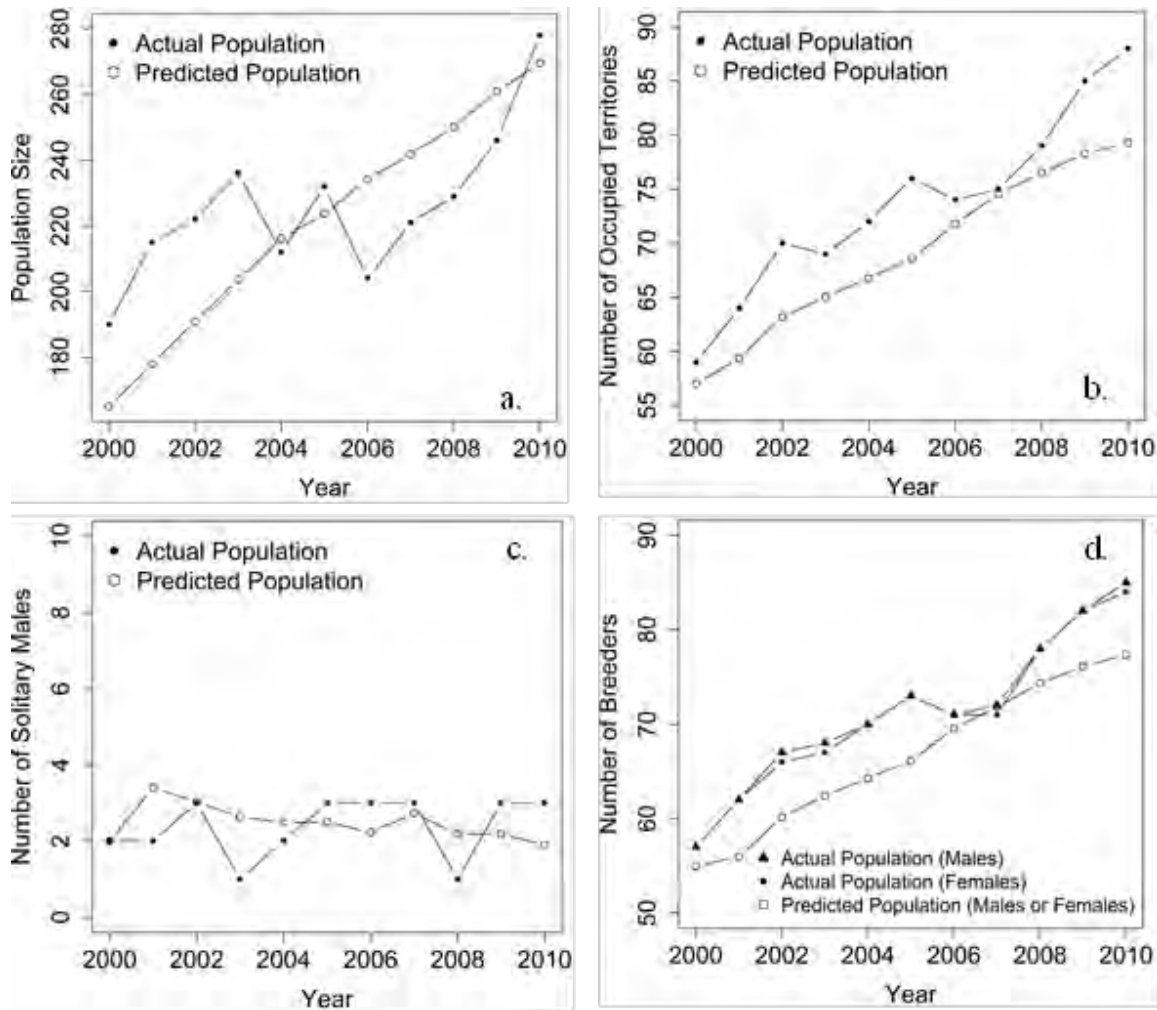 280
260
240
220
200
180
Population Size
Actual Population
Predicted Population
a.
2000 2002 2004 2006 2008 2010
Year
90
85
80
75
70
65
60
55
Number of Occupied Territories
Actual Population
Predicted Population
b.
2000 2002 2004 2006 2008 2010
Year
10
8
6
4
2
0
Number of Solitary Males
Actual Population
Predicted Population
c.
2000 2002 2004 2006 2008 2010
Year
90
80
70
60
50
Number of Breeders
d.
Actual Population (Males)
Actual Population (Females)
Predicted Population (Males or Females)
2000 2002 2004 2006 2008 2010
Year